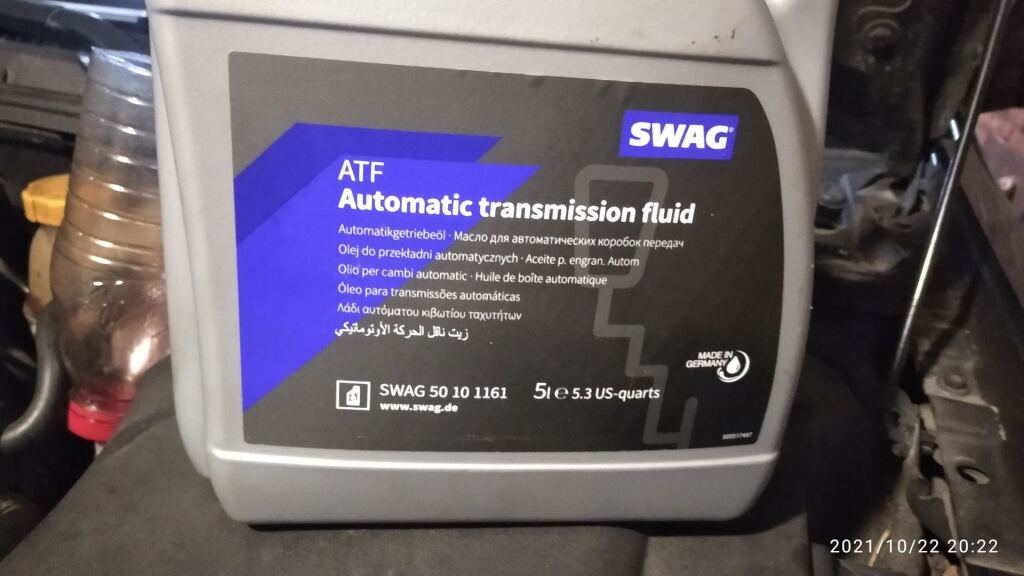 SWAG®
ATF
Automatic transmission fluid
Automatikgetriebeöl · Масло для автоматических коробок передач
Olej do przekładni automatycznych · Aceite p. engran. Autom
Olio per cambi automatic · Huile de boîte automatique
Óleo para transmissões automáticas
Λάδι αυτόματου κιβωτίου ταχυτήτων
زيت ناقل الحركة الأوتوماتيكي
MADE IN
GERMANY
SWAG 50 10 1161 5l ℮ 5.3 US-quarts
www.swag.de
2021/10/22 20:22